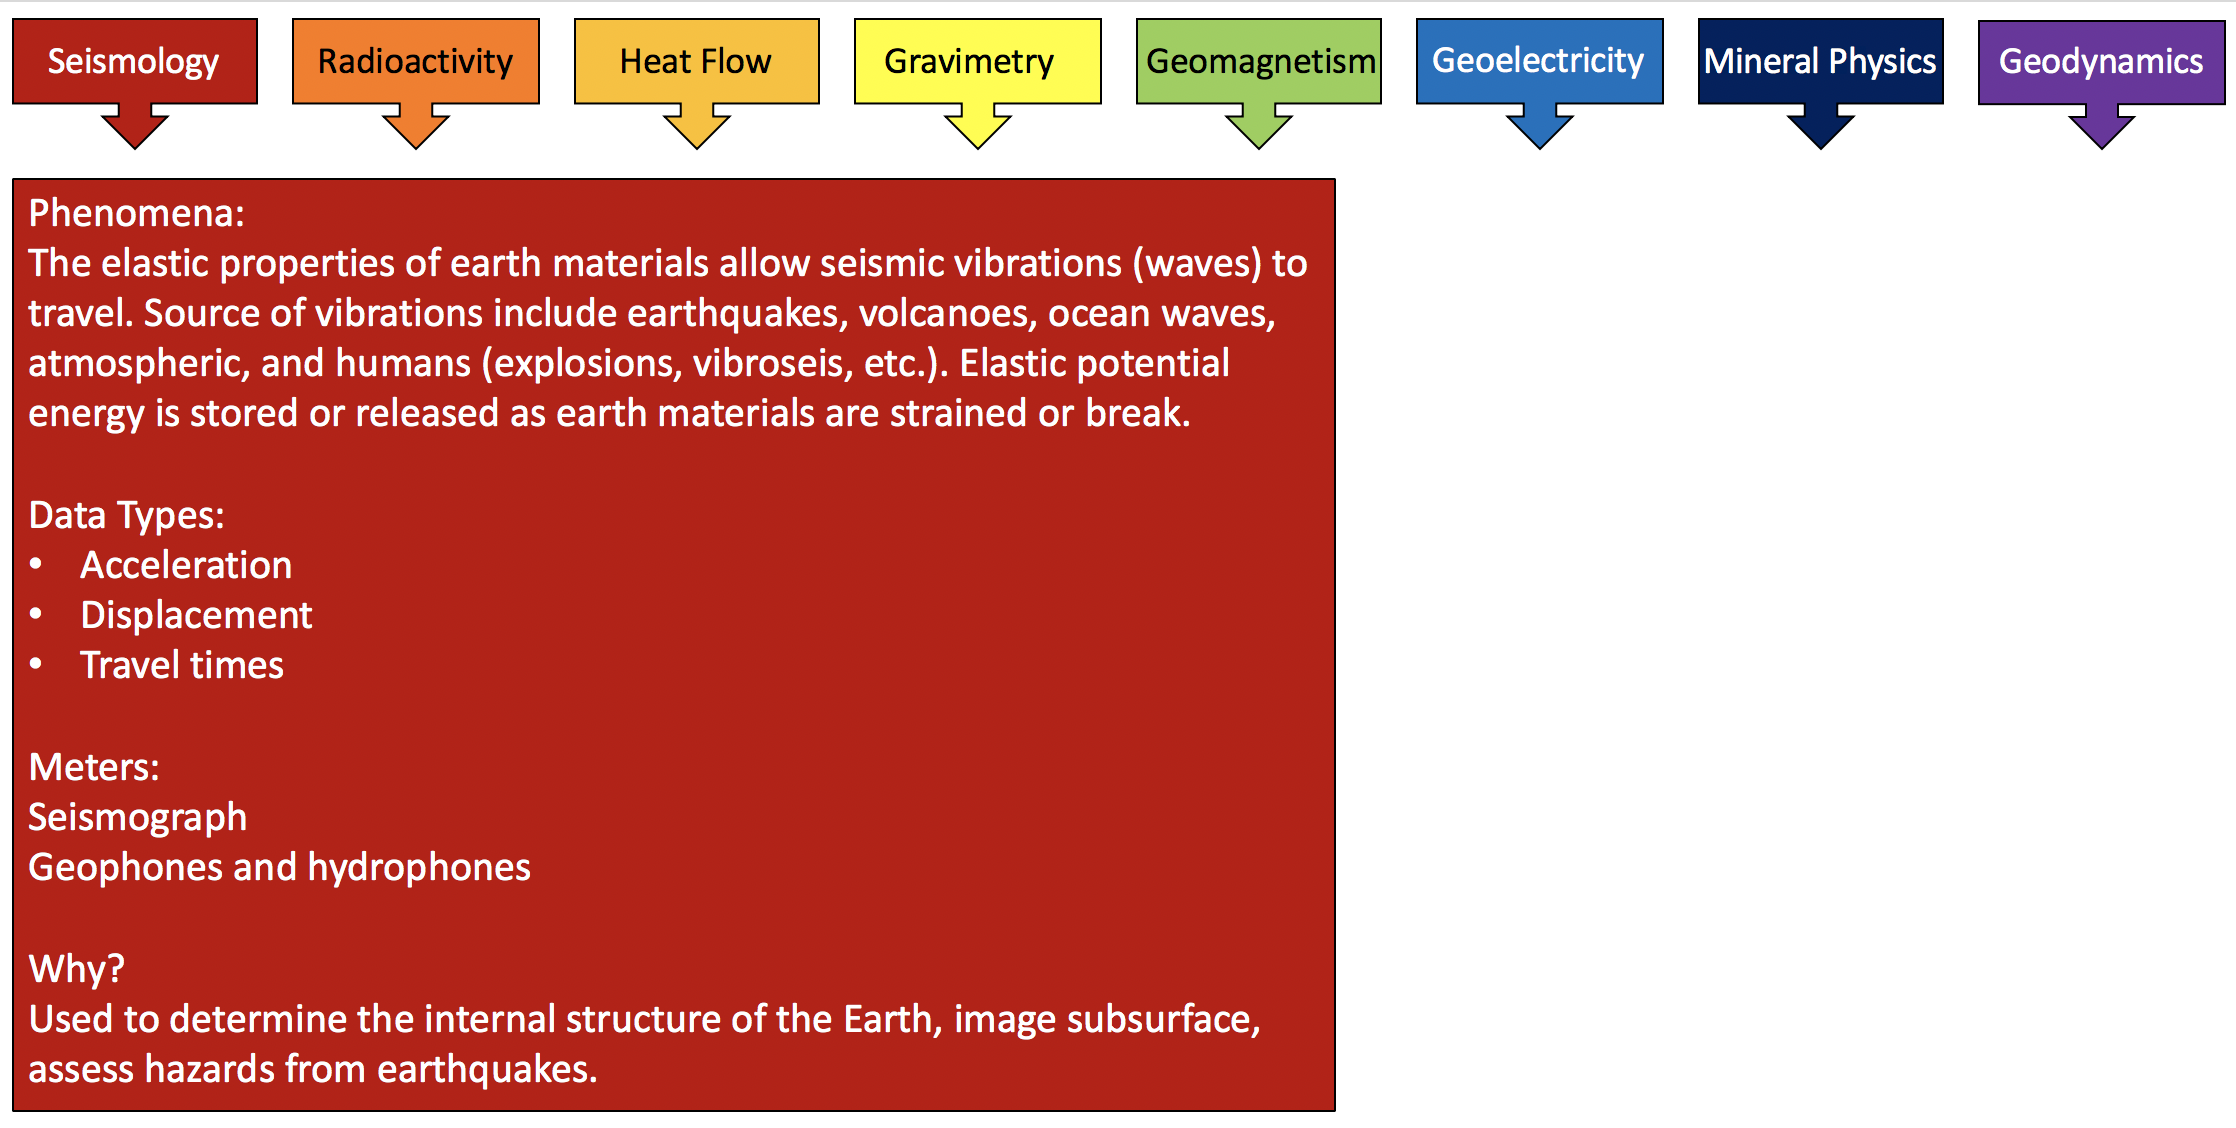 Seismology
Radioactivity
Heat Flow
Gravimetry
Geomagnetism
Geoelectricity
Mineral Physics
Geodynamics
Phenomena:
The elastic properties of earth materials allow seismic vibrations (waves) to
travel. Source of vibrations include earthquakes, volcanoes, ocean waves,
atmospheric, and humans (explosions, vibroseis, etc.). Elastic potential
energy is stored or released as earth materials are strained or break.
Data Types:
• Acceleration
• Displacement
• Travel times
Meters:
Seismograph
Geophones and hydrophones
Why?
Used to determine the internal structure of the Earth, image subsurface,
assess hazards from earthquakes.